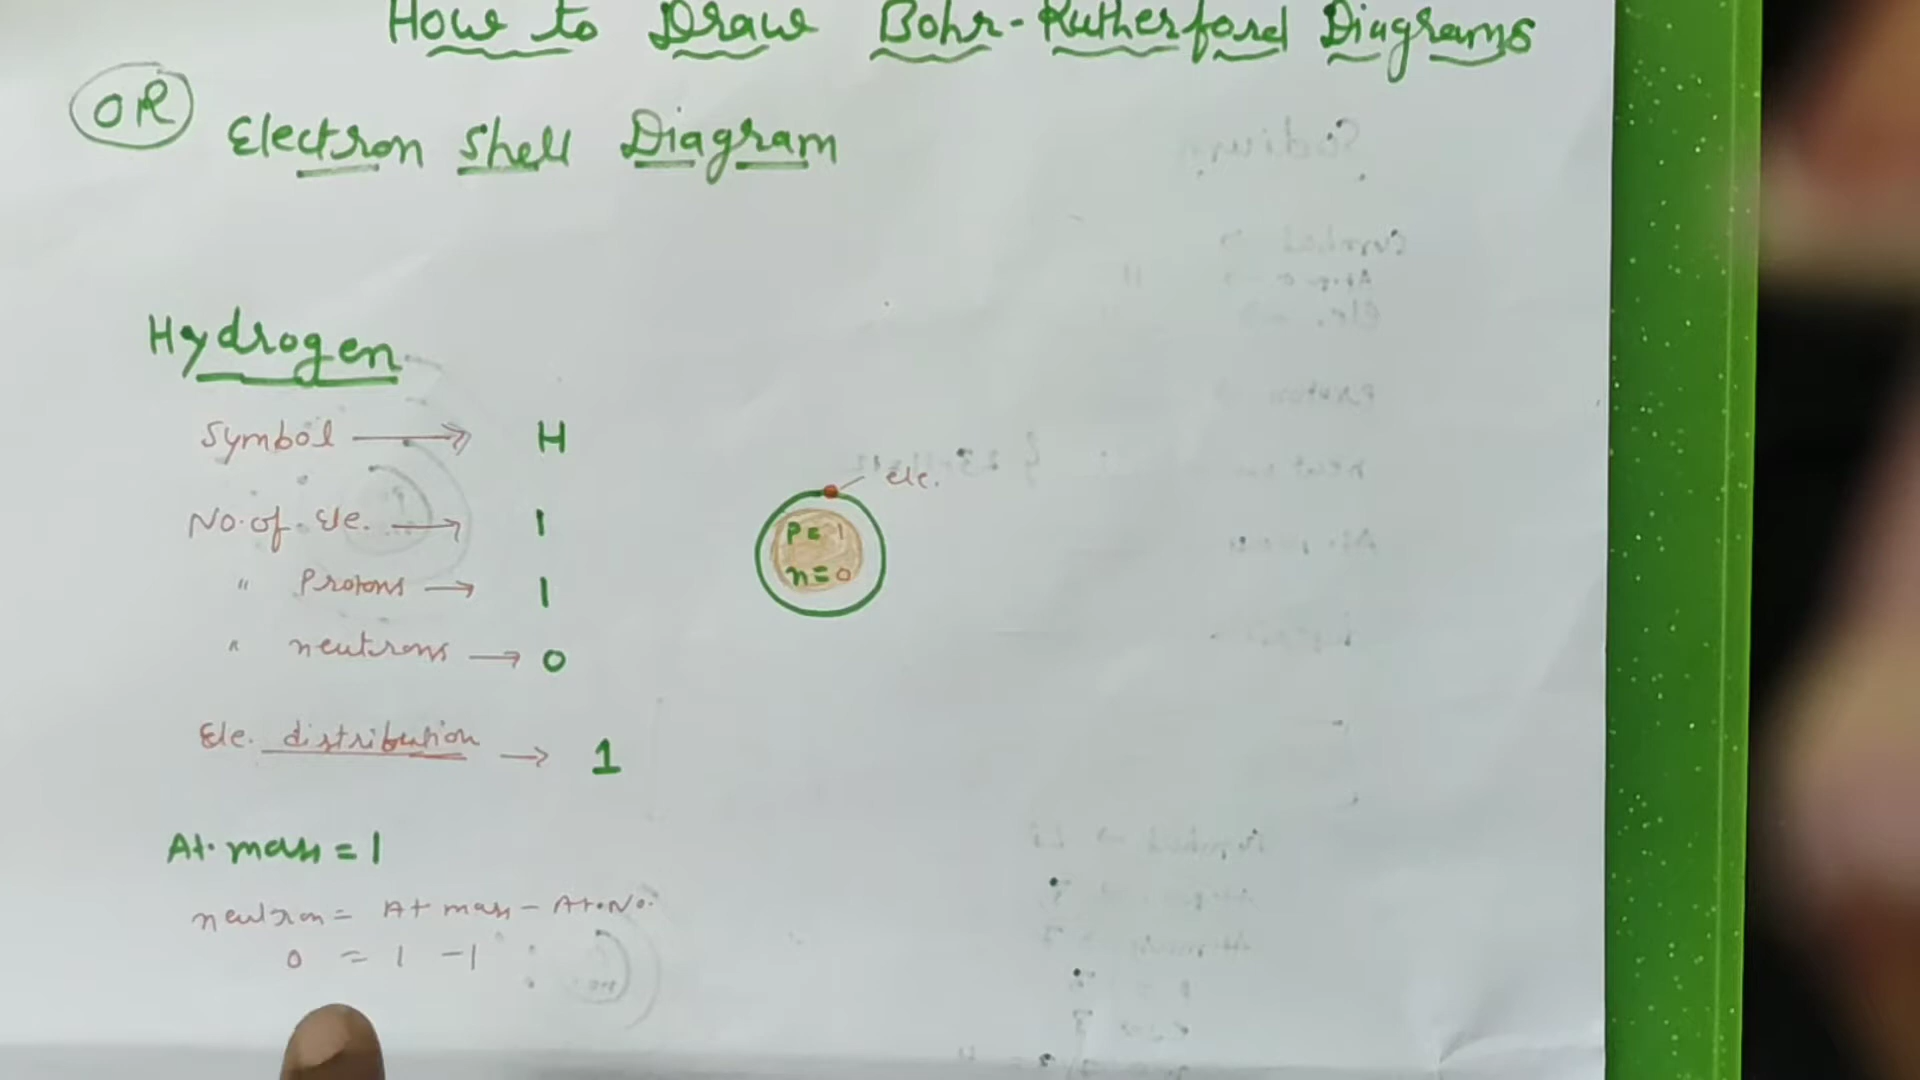 How to Draw Bohr-Rutherford Diagrams
OR Electron Shell Diagram
Hydrogen
Symbol → H
No. of. Ele. → 1
" Protons → 1
" neutrons → 0
Ele. distribution → 1
At. mass = 1
neutron = At mass - At. No.
0 = 1 - 1
ele.
P = 1
n = 0